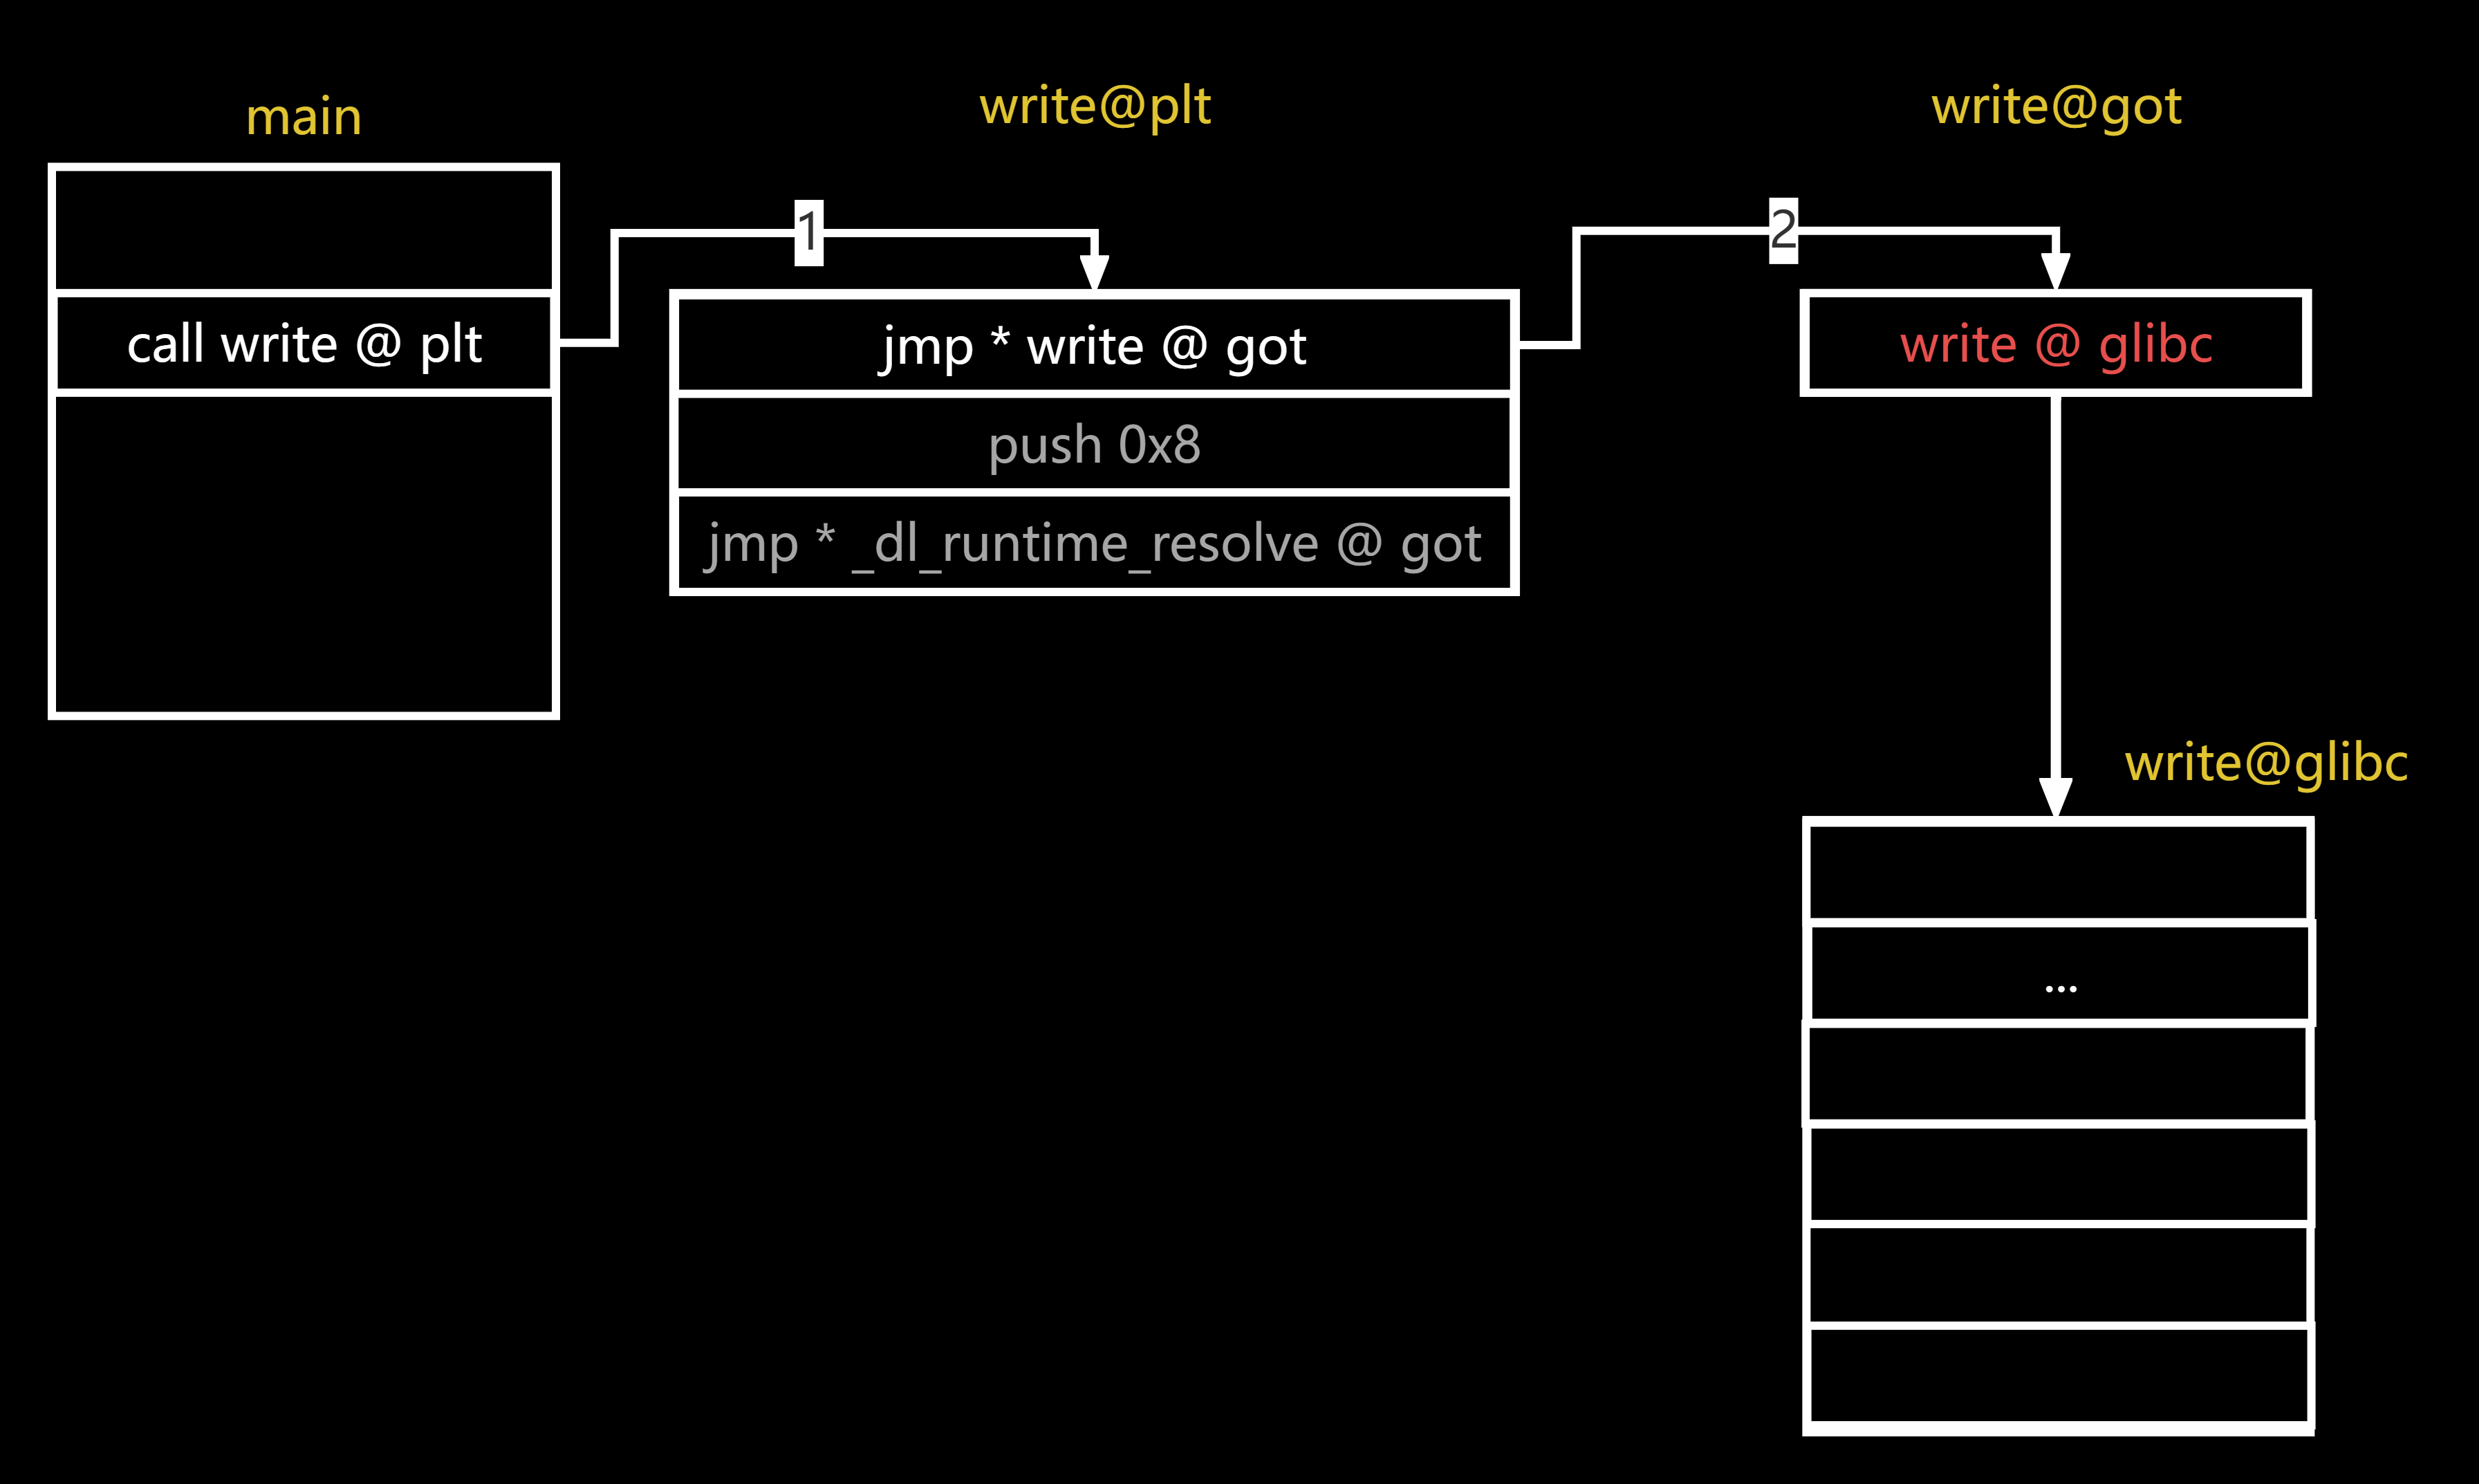 main
write@plt
write@got
1
2
call write @ plt
jmp * write @ got
write @ glibc
push 0x8
jmp * _dl_runtime_resolve @ got
write@glibc
...